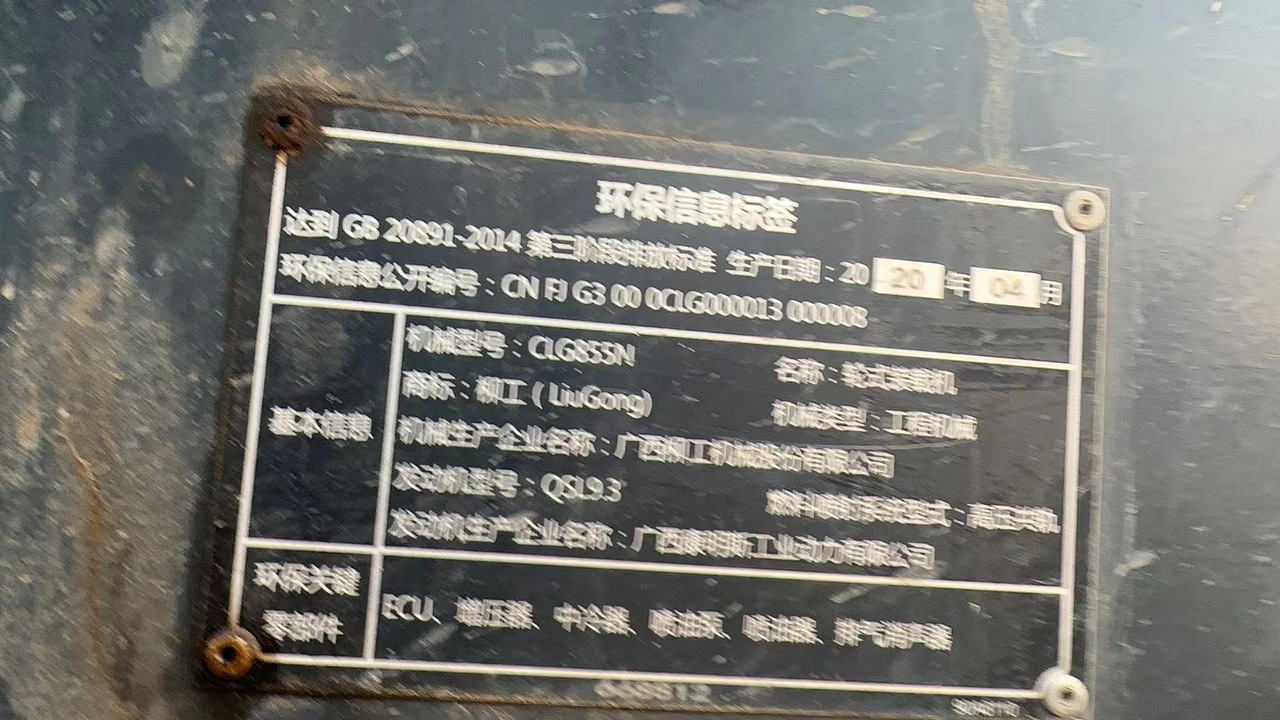 环保信息标签
达到 GB 20891-2014 第三阶段排放标准 生产日期：2020年04月
环保信息公开编号：CN FJ G3 00 0CLG000013 000008
基本信息
机械型号：CLG855N 名称：轮式装载机
商标：柳工（LiuGong） 机械类型：工程机械
机械生产企业名称：广西柳工机械股份有限公司
发动机型号：QSL9.3 燃料喷射系统型式：高压共轨
发动机生产企业名称：广西康明斯工业动力有限公司
环保关键
零部件
ECU、增压器、中冷器、喷油泵、喷油器、排气消声器